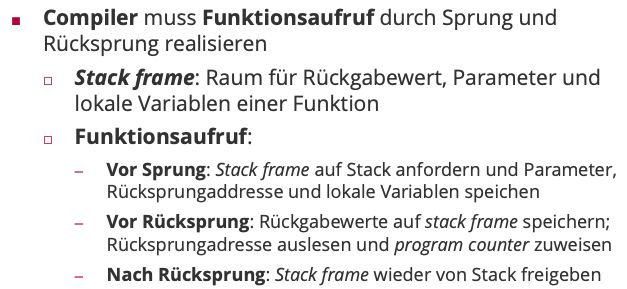 Compiler muss Funktionsaufruf durch Sprung und
Rücksprung realisieren
Stack frame: Raum für Rückgabewert, Parameter und
lokale Variablen einer Funktion
Funktionsaufruf:
– Vor Sprung: Stack frame auf Stack anfordern und Parameter,
Rücksprungaddresse und lokale Variablen speichen
– Vor Rücksprung: Rückgabewerte auf stack frame speichern;
Rücksprungadresse auslesen und program counter zuweisen
– Nach Rücksprung: Stack frame wieder von Stack freigeben